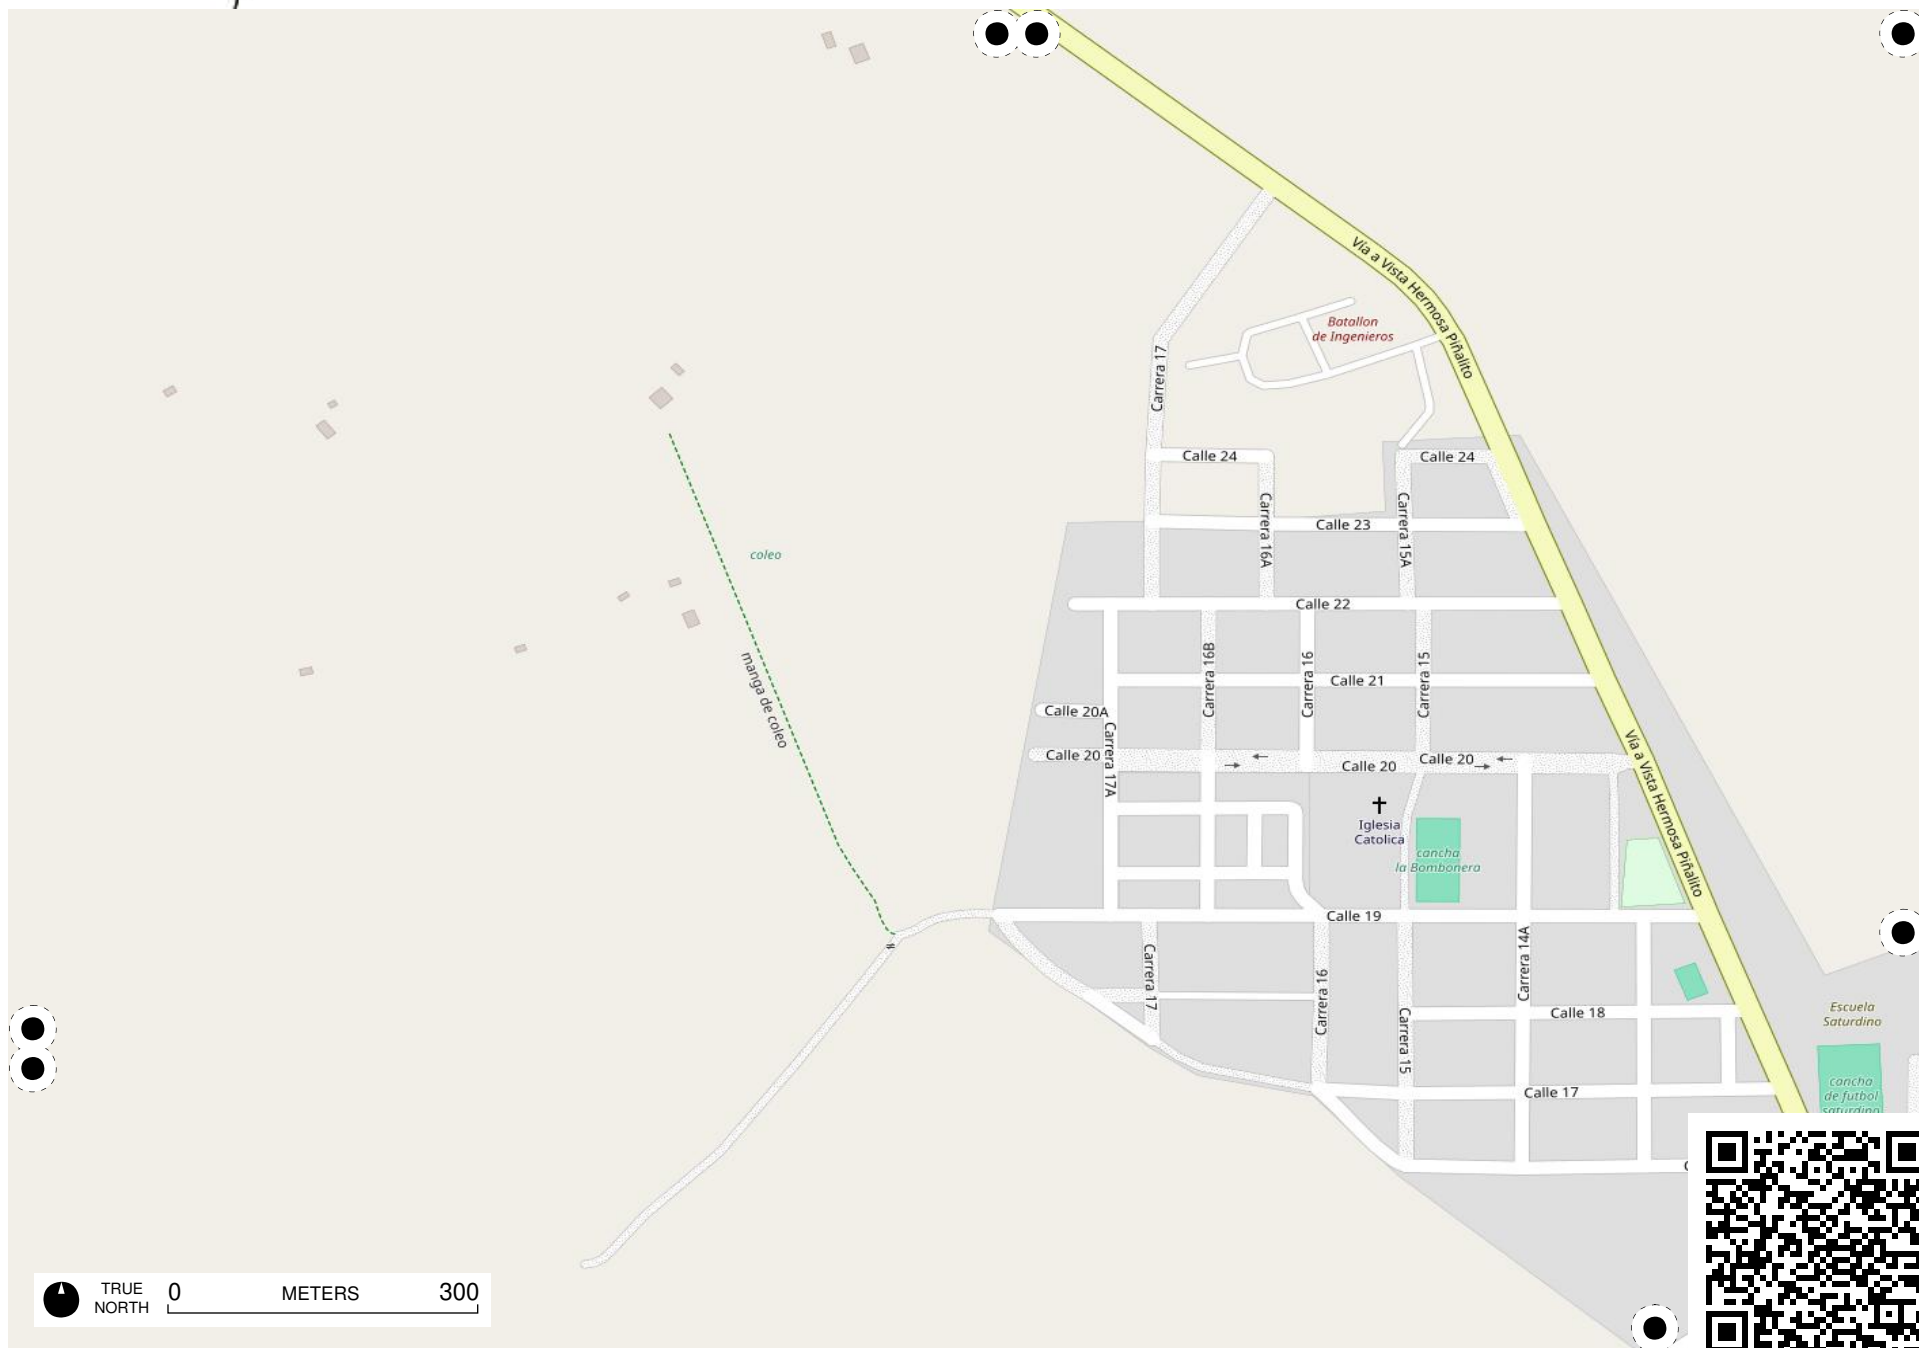 Vía a Vista Hermosa Piñalito
Batallon
de Ingenieros
Carrera 17
Calle 24
Calle 24
Carrera 16A
Calle 23
Carrera 15A
coleo
Calle 22
manga de coleo
Carrera 16B
Carrera 16
Calle 21
Carrera 15
Calle 20A
Carrera 17A
Calle 20
Calle 20
Calle 20
Vía a Vista Hermosa Piñalito
Iglesia
Catolica
cancha
la Bombonera
Calle 19
Carrera 17
Carrera 16
Carrera 14A
Calle 18
Carrera 15
Escuela
Saturdino
Calle 17
cancha
de futbol
saturdino
TRUE
NORTH
0 METERS 300